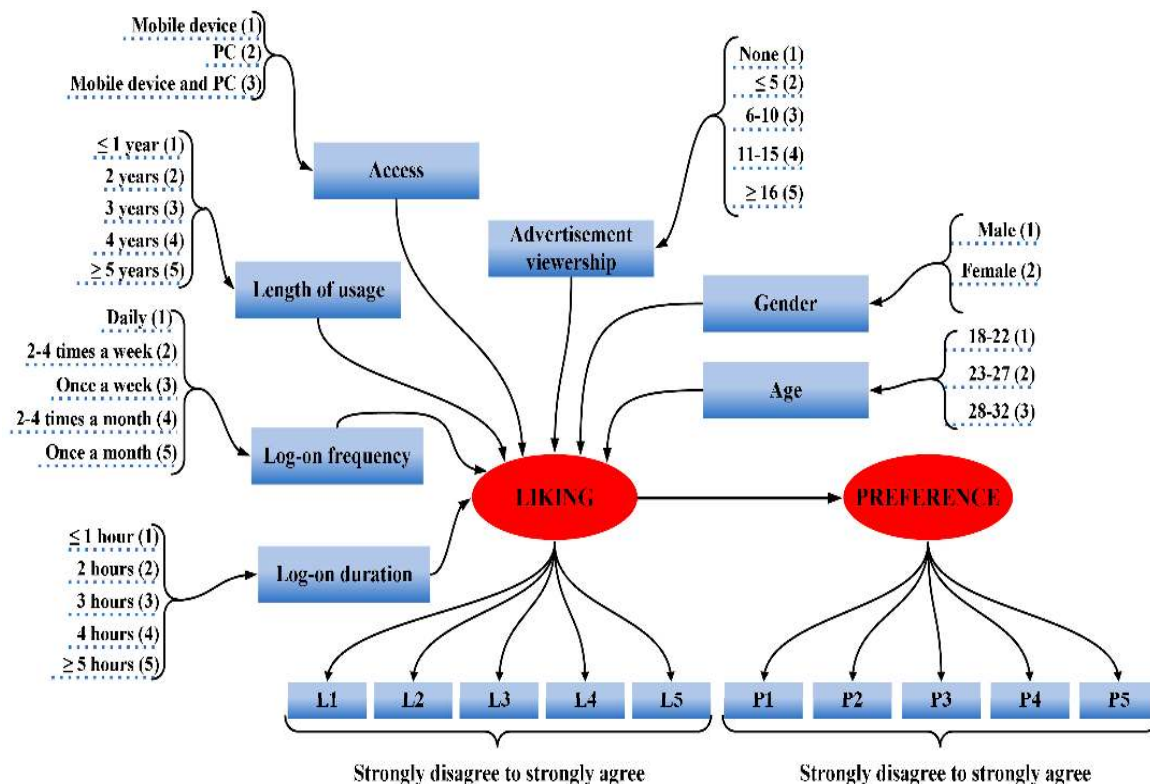 Mobile device (1)
PC (2)
Mobile device and PC (3)
None (1)
≤ 5 (2)
6-10 (3)
11-15 (4)
≥ 16 (5)
≤ 1 year (1)
2 years (2)
3 years (3)
4 years (4)
≥ 5 years (5)
Access
Advertisement
viewership
Male (1)
Female (2)
Length of usage
Gender
Daily (1)
2-4 times a week (2)
Once a week (3)
2-4 times a month (4)
Once a month (5)
18-22 (1)
23-27 (2)
28-32 (3)
Age
Log-on frequency
LIKING
PREFERENCE
≤ 1 hour (1)
2 hours (2)
3 hours (3)
4 hours (4)
≥ 5 hours (5)
Log-on duration
L1 L2 L3 L4 L5 P1 P2 P3 P4 P5
Strongly disagree to strongly agree
Strongly disagree to strongly agree